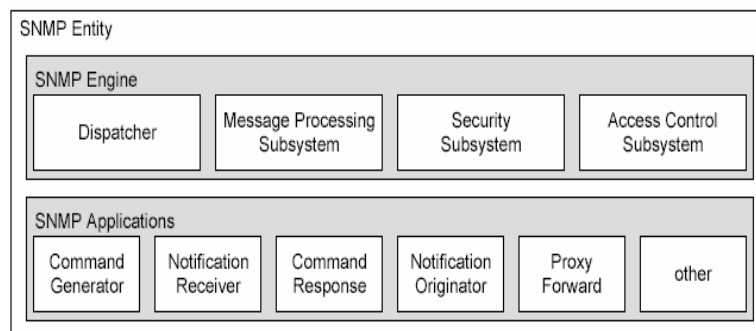 SNMP Entity
SNMP Engine
Dispatcher
Message Processing
Subsystem
Security
Subsystem
Access Control
Subsystem
SNMP Applications
Command
Generator
Notification
Receiver
Command
Response
Notification
Originator
Proxy
Forward
other